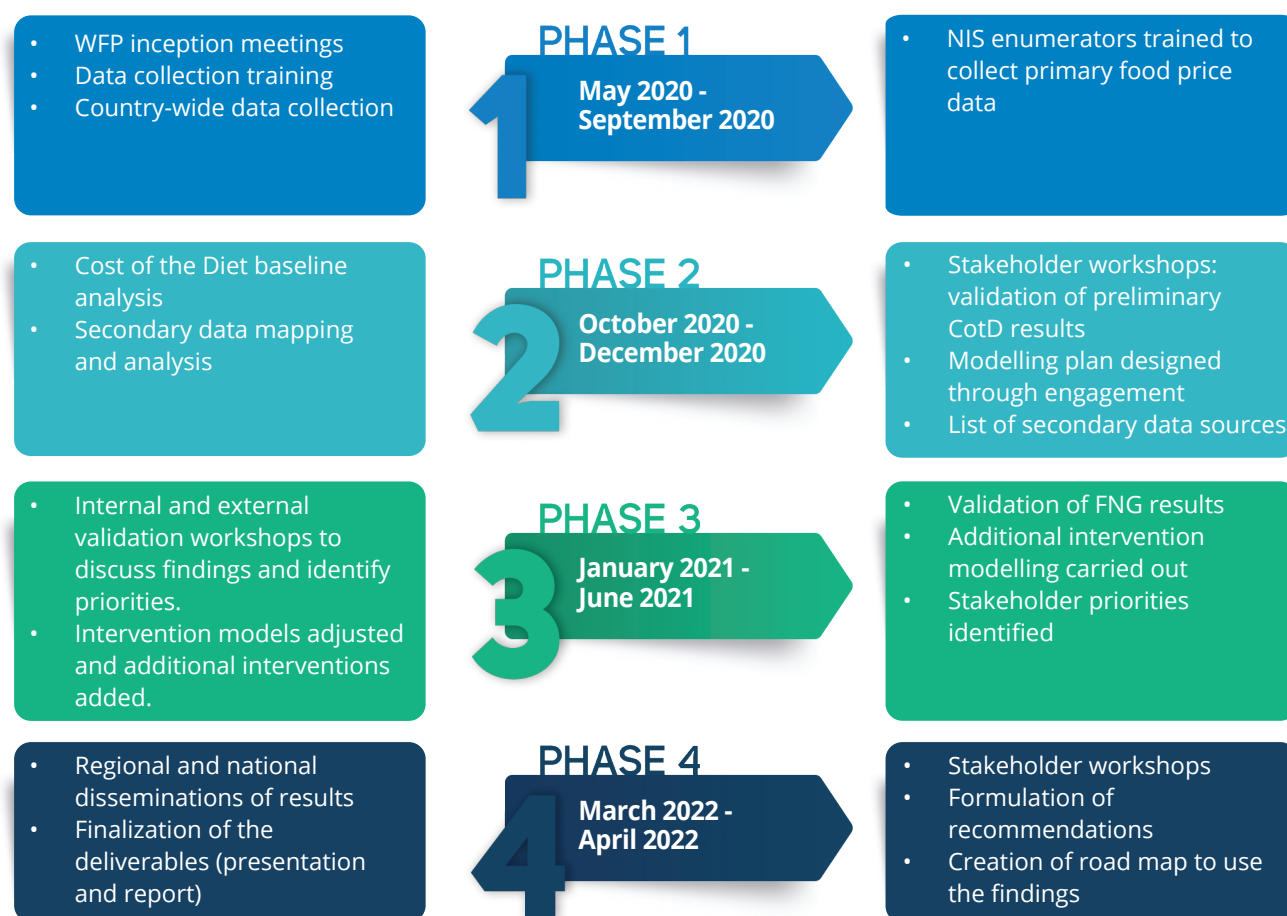 • WFP inception meetings
• Data collection training
• Country-wide data collection
PHASE 1
1
May 2020 -
September 2020
• NIS enumerators trained to
collect primary food price
data
• Cost of the Diet baseline
analysis
• Secondary data mapping
and analysis
PHASE 2
2
October 2020 -
December 2020
• Stakeholder workshops:
validation of preliminary
CotD results
• Modelling plan designed
through engagement
• List of secondary data sources
• Internal and external
validation workshops to
discuss findings and identify
priorities.
• Intervention models adjusted
and additional interventions
added.
PHASE 3
3
January 2021 -
June 2021
• Validation of FNG results
• Additional intervention
modelling carried out
• Stakeholder priorities
identified
• Regional and national
disseminations of results
• Finalization of the
deliverables (presentation
and report)
PHASE 4
4
March 2022 -
April 2022
• Stakeholder workshops
• Formulation of
recommendations
• Creation of road map to use
the findings